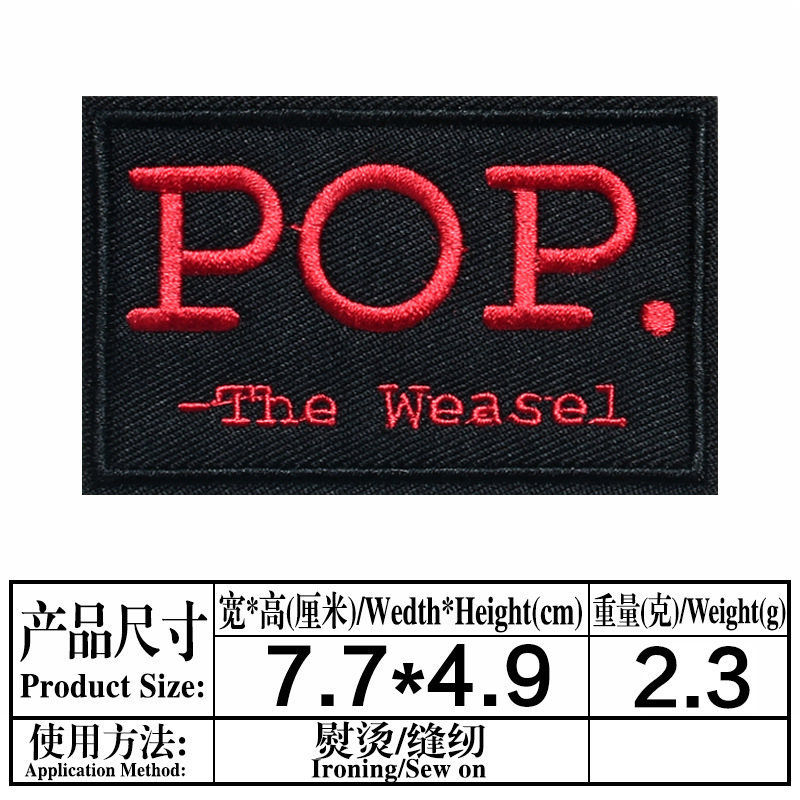 POP.
-The Weasel
产品尺寸
Product Size:
宽*高(厘米)/Wedth*Height(cm)
重量(克)/Weight(g)
7.7*4.9
2.3
使用方法:
Application Method:
熨烫/缝纫
Ironing/Sew on